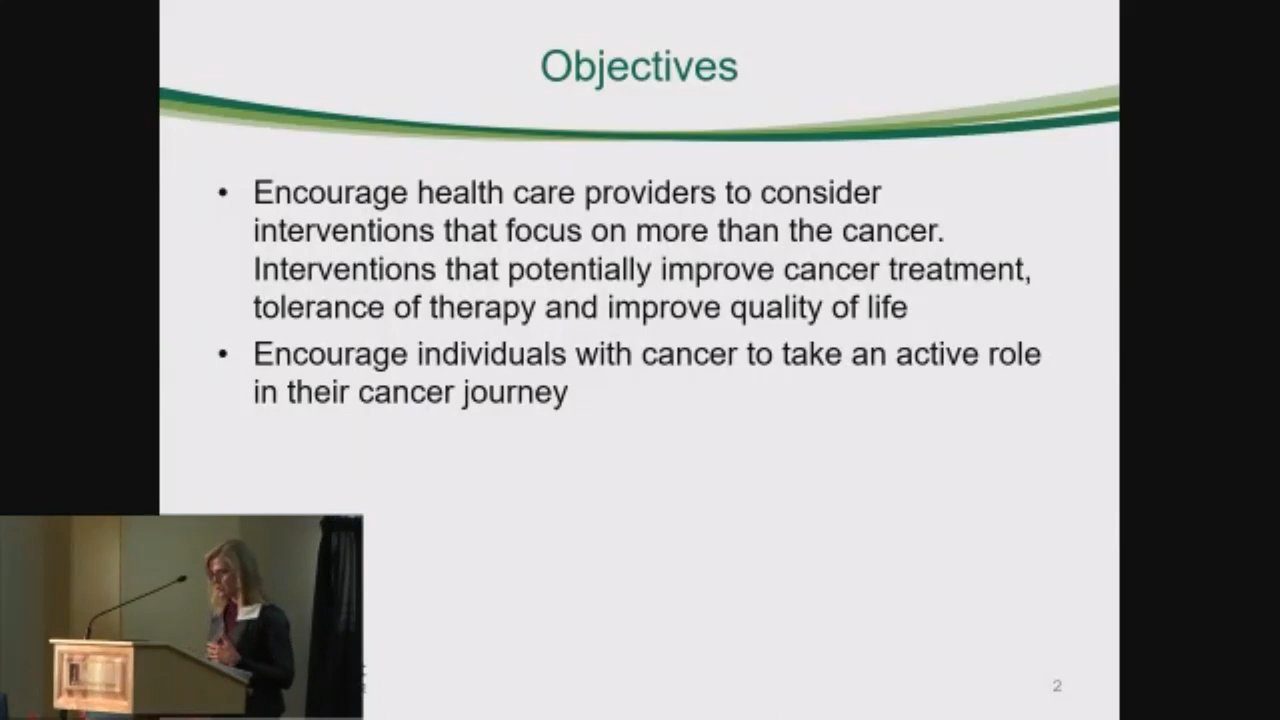 Objectives
• Encourage health care providers to consider
interventions that focus on more than the cancer.
Interventions that potentially improve cancer treatment,
tolerance of therapy and improve quality of life
• Encourage individuals with cancer to take an active role
in their cancer journey
2